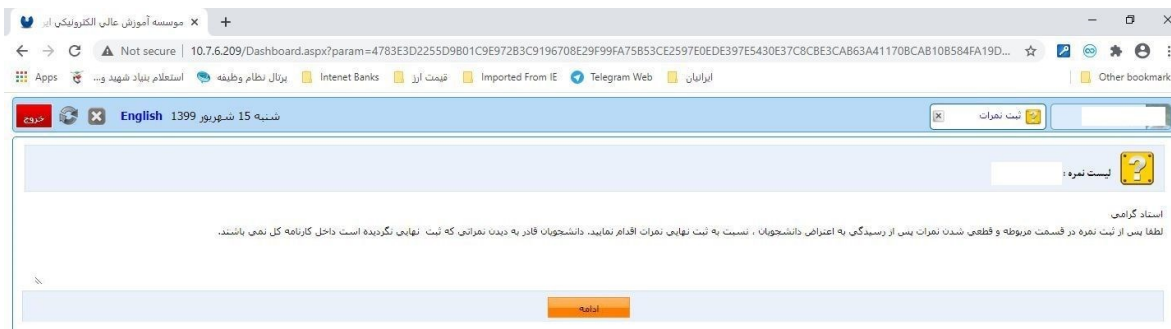 موسسه آموزش عالی الکترونیکی ایر
Not secure | 10.7.6.209/Dashboard.aspx?param=4783E3D2255D9B01C9E972B3C9196708E29F99FA75B53CE2597E0EDE397E5430E37C8CBE3CAB63A41170BCAB10B584FA19D...
Apps استعلام بنیاد شهید و... پرتال نظام وظیفه Intenet Banks قیمت ارز Imported From IE Telegram Web ایرانیان Other bookmark
ثبت نمرات شنبه 15 شهریور 1399 English خروج
لیست نمره :
استاد گرامی
لطفا پس از ثبت نمره در قسمت مربوطه و قطعی شدن نمرات پس از رسیدگی به اعتراض دانشجویان ، نسبت به ثبت نهایی نمرات اقدام نمایید. دانشجویان قادر به دیدن نمراتی که ثبت نهایی نگردیده است داخل کارنامه کل نمی باشند.
ادامه